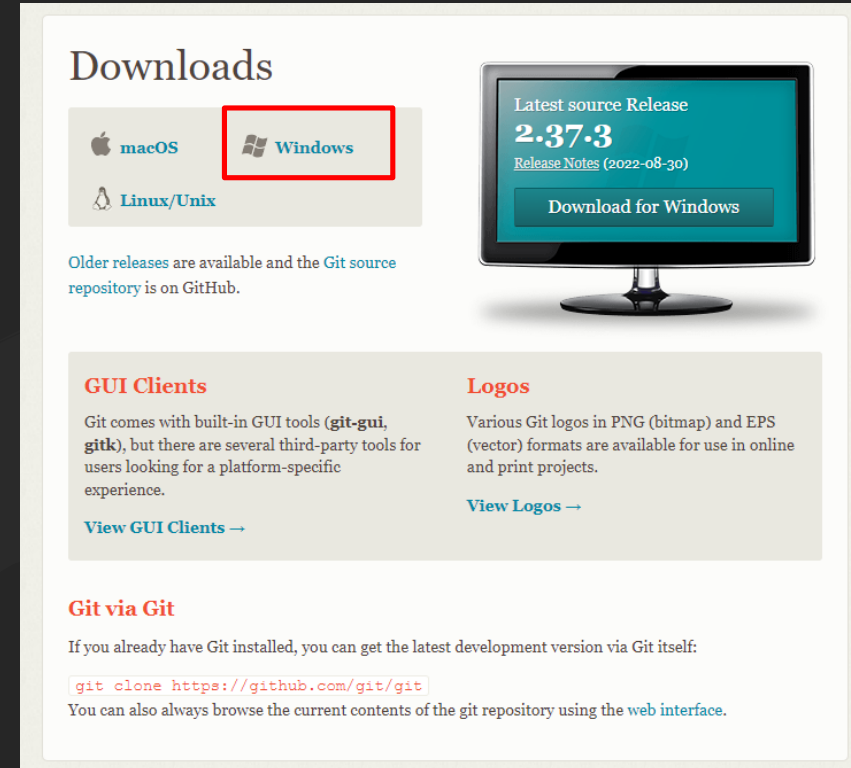 Downloads
macOS
Windows
Linux/Unix
Older releases are available and the Git source
repository is on GitHub.
Latest source Release
2.37.3
Release Notes (2022-08-30)
Download for Windows
GUI Clients
Git comes with built-in GUI tools (git-gui,
gitk), but there are several third-party tools for
users looking for a platform-specific
experience.
View GUI Clients →
Logos
Various Git logos in PNG (bitmap) and EPS
(vector) formats are available for use in online
and print projects.
View Logos →
Git via Git
If you already have Git installed, you can get the latest development version via Git itself:
git clone https://github.com/git/git
You can also always browse the current contents of the git repository using the web interface.